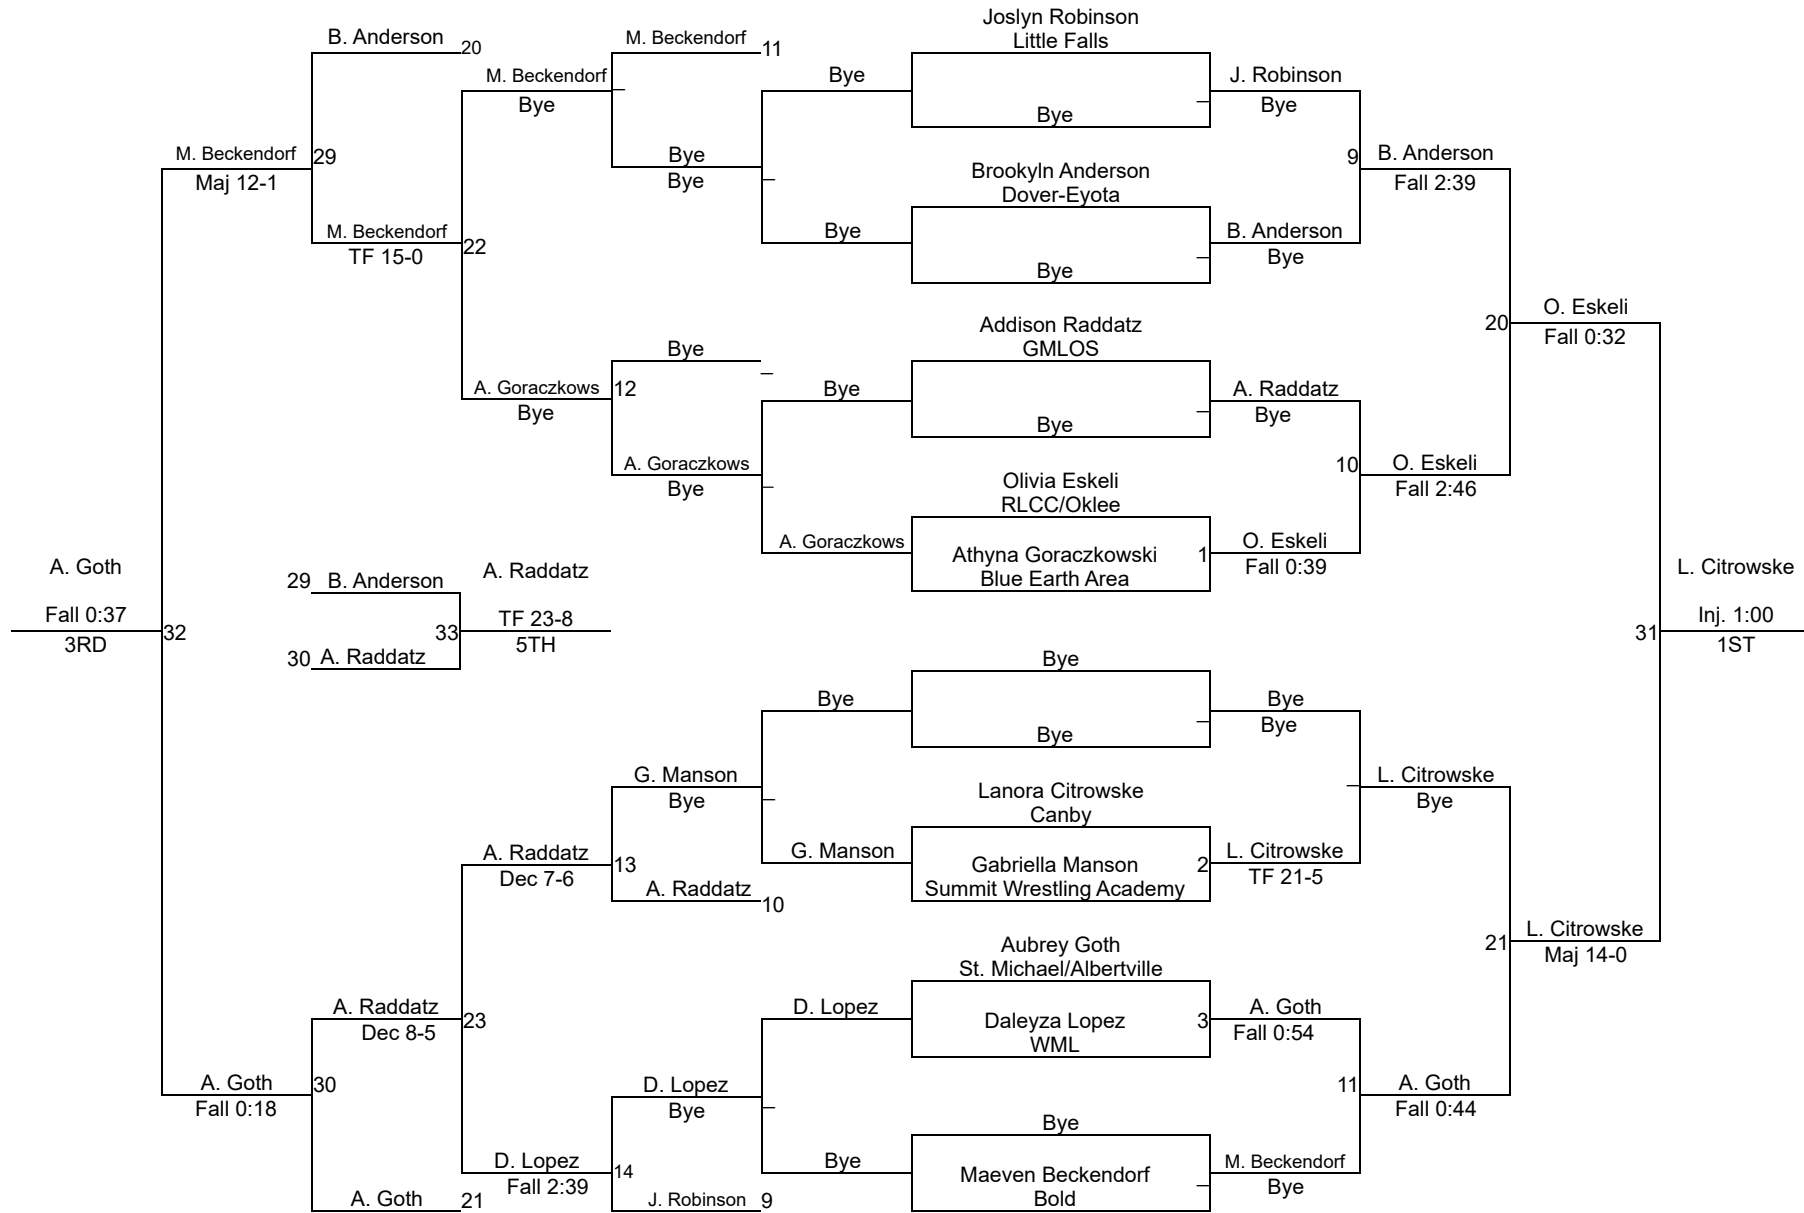 Joslyn Robinson
Little Falls
B. Anderson
20
M. Beckendorf
11
M. Beckendorf
Bye
Bye
J. Robinson
Bye
Bye
Bye
M. Beckendorf
29
Maj 12-1
Bye
Bye
Brookyln Anderson
Dover-Eyota
9
B. Anderson
Fall 2:39
M. Beckendorf
TF 15-0
22
Bye
B. Anderson
Bye
Bye
Addison Raddatz
GMLOS
O. Eskeli
20
Fall 0:32
Bye
A. Goraczkows
12
Bye
Bye
A. Raddatz
Bye
Bye
A. Goraczkows
Bye
Olivia Eskeli
RLCC/Oklee
10
O. Eskeli
Fall 2:46
A. Goraczkows
Athyna Goraczkowski
1
Blue Earth Area
O. Eskeli
Fall 0:39
A. Goth
Fall 0:37
32
3RD
29
B. Anderson
A. Raddatz
33
TF 23-8
5TH
30
A. Raddatz
L. Citrowske
31
Inj. 1:00
1ST
Bye
Bye
Bye
Bye
Bye
G. Manson
Bye
Lanora Citrowske
Canby
L. Citrowske
Bye
A. Raddatz
Dec 7-6
13
G. Manson
Gabriella Manson
2
Summit Wrestling Academy
L. Citrowske
TF 21-5
A. Raddatz
10
Aubrey Goth
St. Michael/Albertville
21
L. Citrowske
Maj 14-0
A. Raddatz
Dec 8-5
23
D. Lopez
Daleyza Lopez
3
WML
A. Goth
Fall 0:54
A. Goth
30
Fall 0:18
D. Lopez
Bye
11
A. Goth
Fall 0:44
Bye
D. Lopez
Fall 2:39
14
Bye
Maeven Beckendorf
Bold
M. Beckendorf
Bye
A. Goth
21
J. Robinson
9